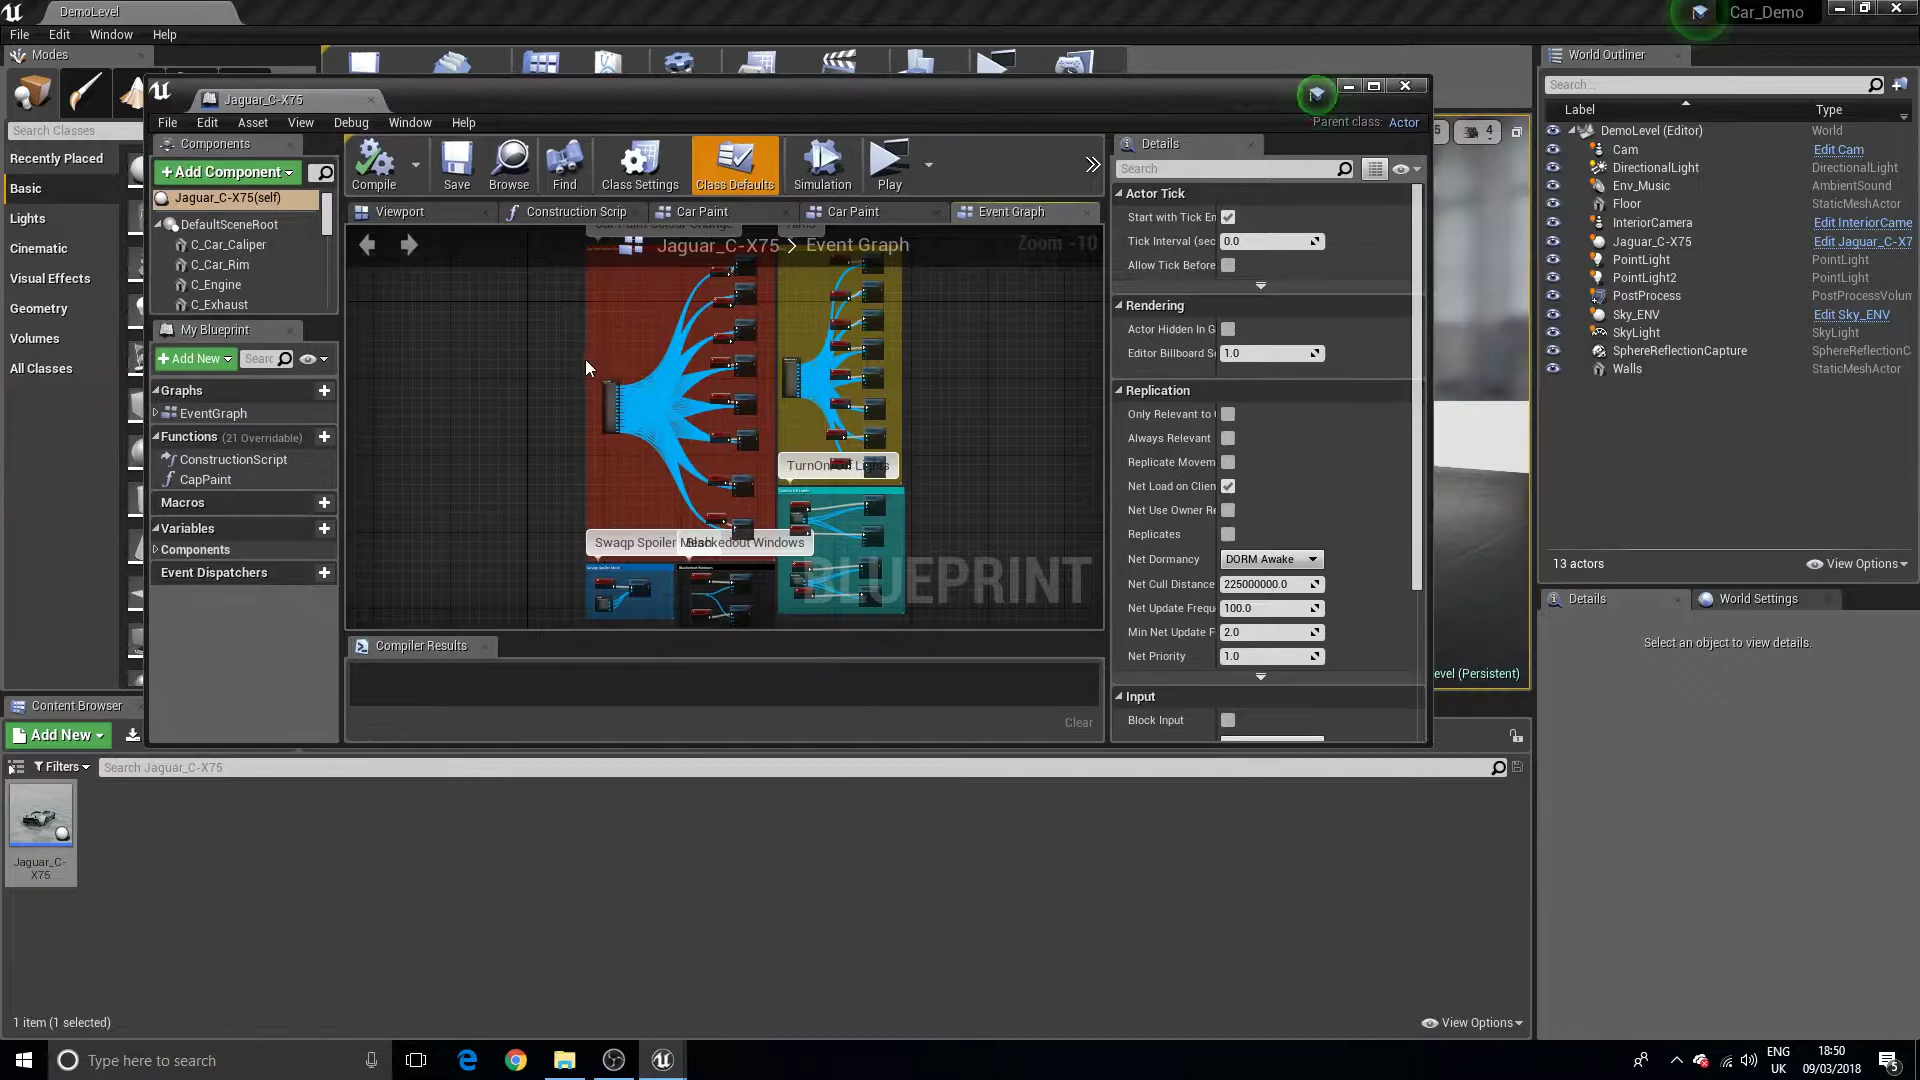 DemoLevel
Car_Demo
File Edit Window Help
Modes
World Outliner
Search Classes
Recently Placed
Basic
Lights
Cinematic
Visual Effects
Geometry
Volumes
All Classes
Jaguar_C-X75
File Edit Asset View Debug Window Help
Parent class: Actor
Components
+Add Component
Jaguar_C-X75(self)
DefaultSceneRoot
C_Car_Caliper
C_Car_Rim
C_Engine
C_Exhaust
My Blueprint
+Add New
Searc
Graphs
EventGraph
Functions (21 Overridable)
ConstructionScript
CapPaint
Macros
Variables
Components
Event Dispatchers
Compile
Save
Browse
Find
Class Settings
Class Defaults
Simulation
Play
Viewport
Construction Scrip
Car Paint
Car Paint
Event Graph
Jaguar_C-X75 > Event Graph
Zoom -10
TurnOn/Off Lights
Swaqp Spoiler Mesh
Blackedout Windows
BLUEPRINT
Compiler Results
Clear
Details
Search
Actor Tick
Start with Tick En
Tick Interval (sec 0.0
Allow Tick Before
Rendering
Actor Hidden In G
Editor Billboard Sc 1.0
Replication
Only Relevant to
Always Relevant
Replicate Movem
Net Load on Clien
Net Use Owner Re
Replicates
Net Dormancy DORM Awake
Net Cull Distance 225000000.0
Net Update Frequ 100.0
Min Net Update F 2.0
Net Priority 1.0
Input
Block Input
5 4
evel (Persistent)
Search...
Label Type
DemoLevel (Editor) World
Cam Edit Cam
DirectionalLight DirectionalLight
Env_Music AmbientSound
Floor StaticMeshActor
InteriorCamera Edit InteriorCame
Jaguar_C-X75 Edit Jaguar_C-X7
PointLight PointLight
PointLight2 PointLight
PostProcess PostProcessVolum
Sky_ENV Edit Sky_ENV
SkyLight SkyLight
SphereReflectionCapture SphereReflectionC
Walls StaticMeshActor
13 actors
View Options
Details
World Settings
Select an object to view details.
Content Browser
Add New
Filters
Search Jaguar_C-X75
Jaguar_C-
X75
1 item (1 selected)
View Options
Type here to search
ENG
UK
18:50
09/03/2018
5